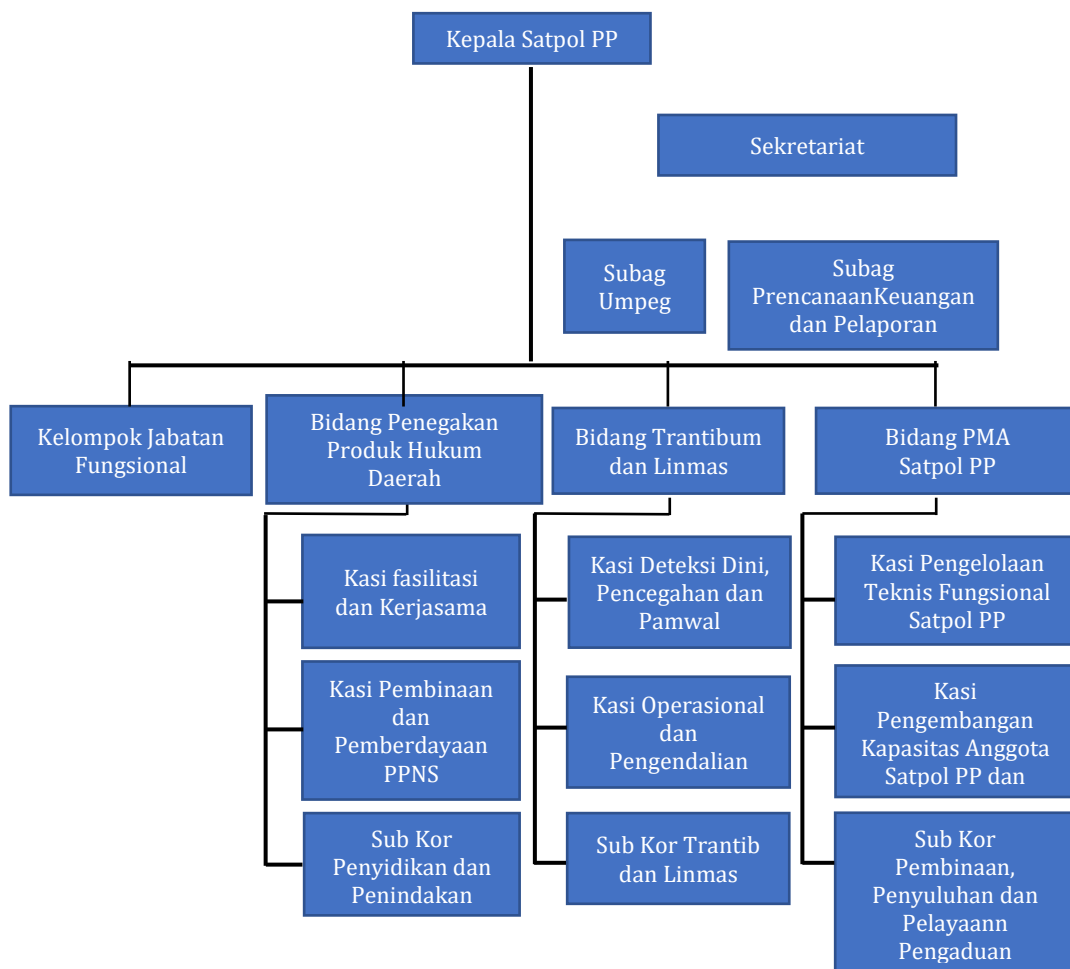 Kepala Satpol PP
Sekretariat
Subag
Umpeg
Subag
PrencanaanKeuangan
dan Pelaporan
Kelompok Jabatan
Fungsional
Bidang Penegakan
Produk Hukum
Daerah
Bidang Trantibum
dan Linmas
Bidang PMA
Satpol PP
Kasi fasilitasi
dan Kerjasama
Kasi Deteksi Dini,
Pencegahan dan
Pamwal
Kasi Pengelolaan
Teknis Fungsional
Satpol PP
Kasi Pembinaan
dan
Pemberdayaan
PPNS
Kasi Operasional
dan
Pengendalian
Kasi
Pengembangan
Kapasitas Anggota
Satpol PP dan
Sub Kor
Penyidikan dan
Penindakan
Sub Kor Trantib
dan Linmas
Sub Kor
Pembinaan,
Penyuluhan dan
Pelayaann
Pengaduan